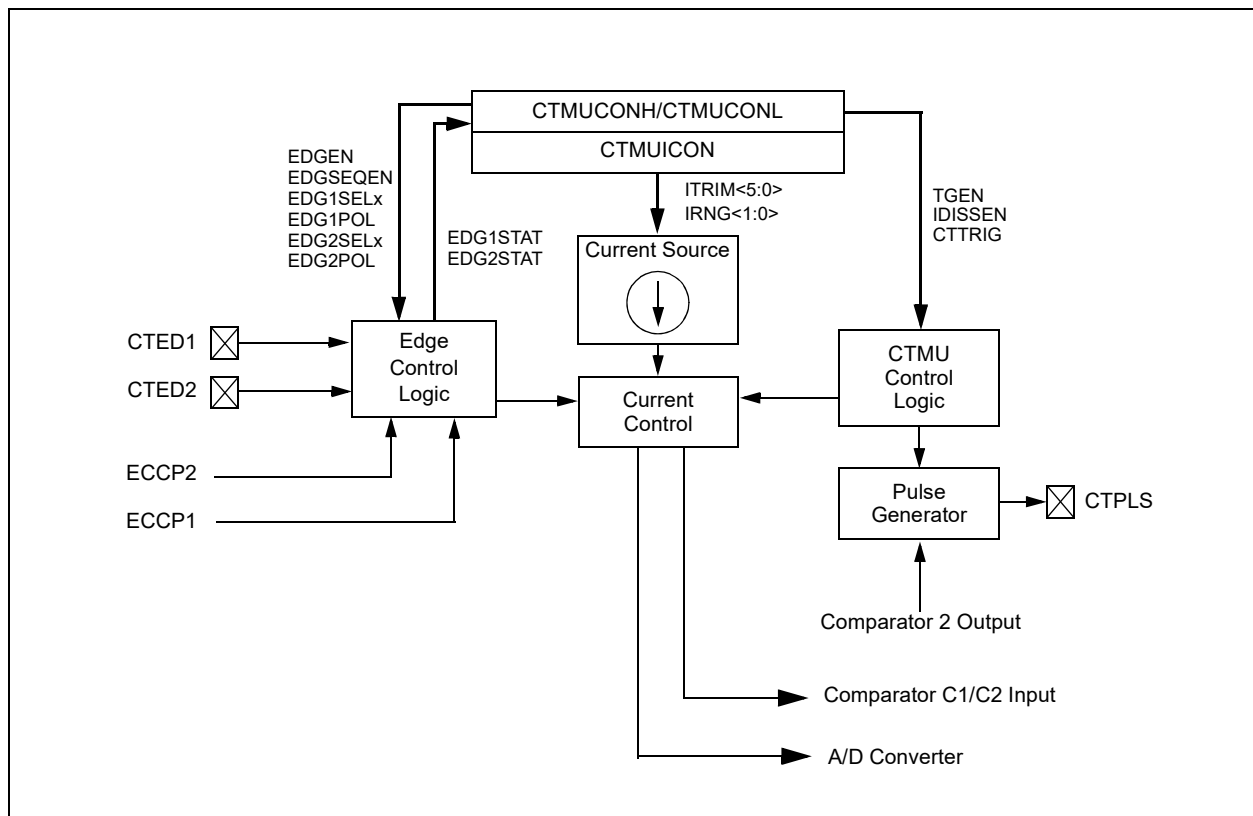 CTMUCONH/CTMUCONL
CTMUICON
EDGEN
EDGSEQEN
EDG1SELx
EDG1POL
EDG2SELx
EDG2POL
EDG1STAT
EDG2STAT
ITRIM<5:0>
IRNG<1:0>
TGEN
IDISSEN
CTTRIG
Current Source
CTED1
CTED2
Edge
Control
Logic
Current
Control
CTMU
Control
Logic
ECCP2
ECCP1
Pulse
Generator
CTPLS
Comparator 2 Output
Comparator C1/C2 Input
A/D Converter